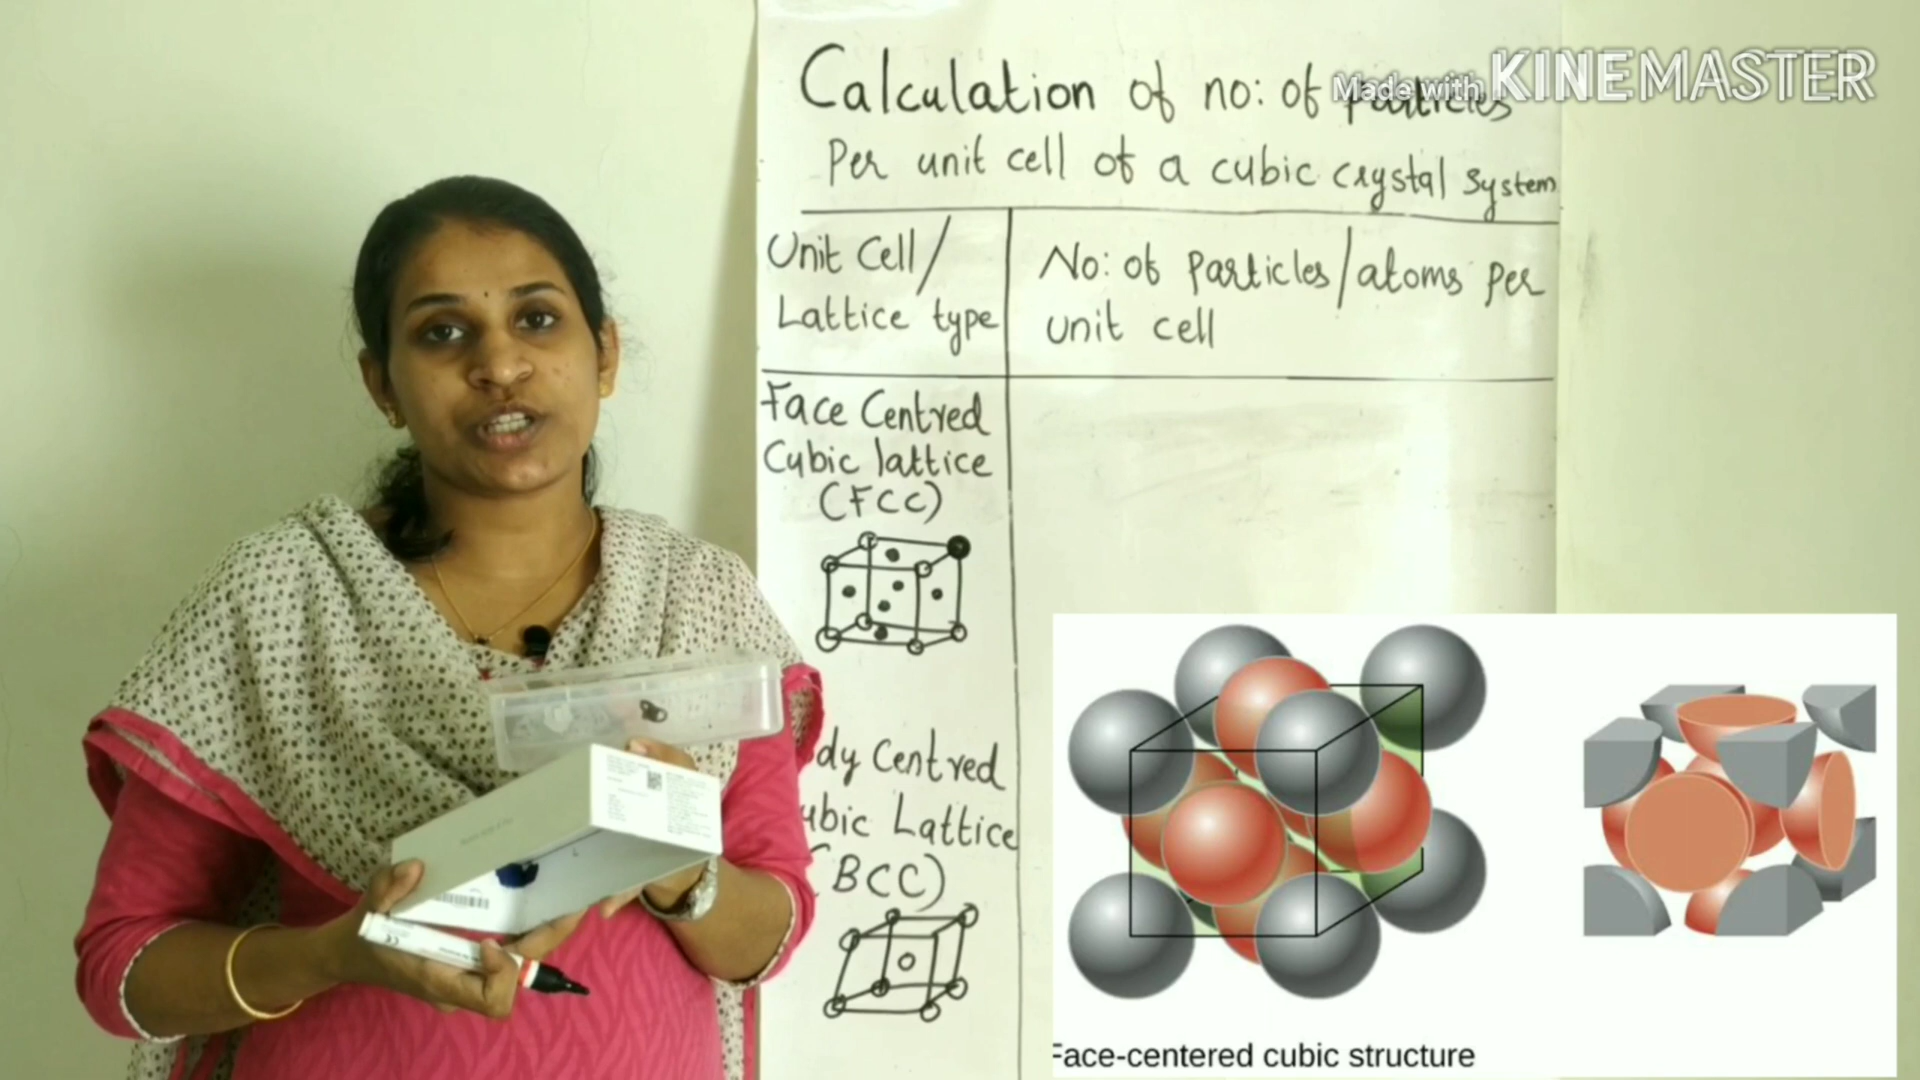 Calculation of no: of particles
Per unit cell of a cubic crystal system
Made with KINEMASTER
Unit Cell/
Lattice type
No: of Particles/atoms Per
unit cell
Face Centred
Cubic lattice
(FCC)
dy Centred
ubic Lattice
(BCC)
Face-centered cubic structure